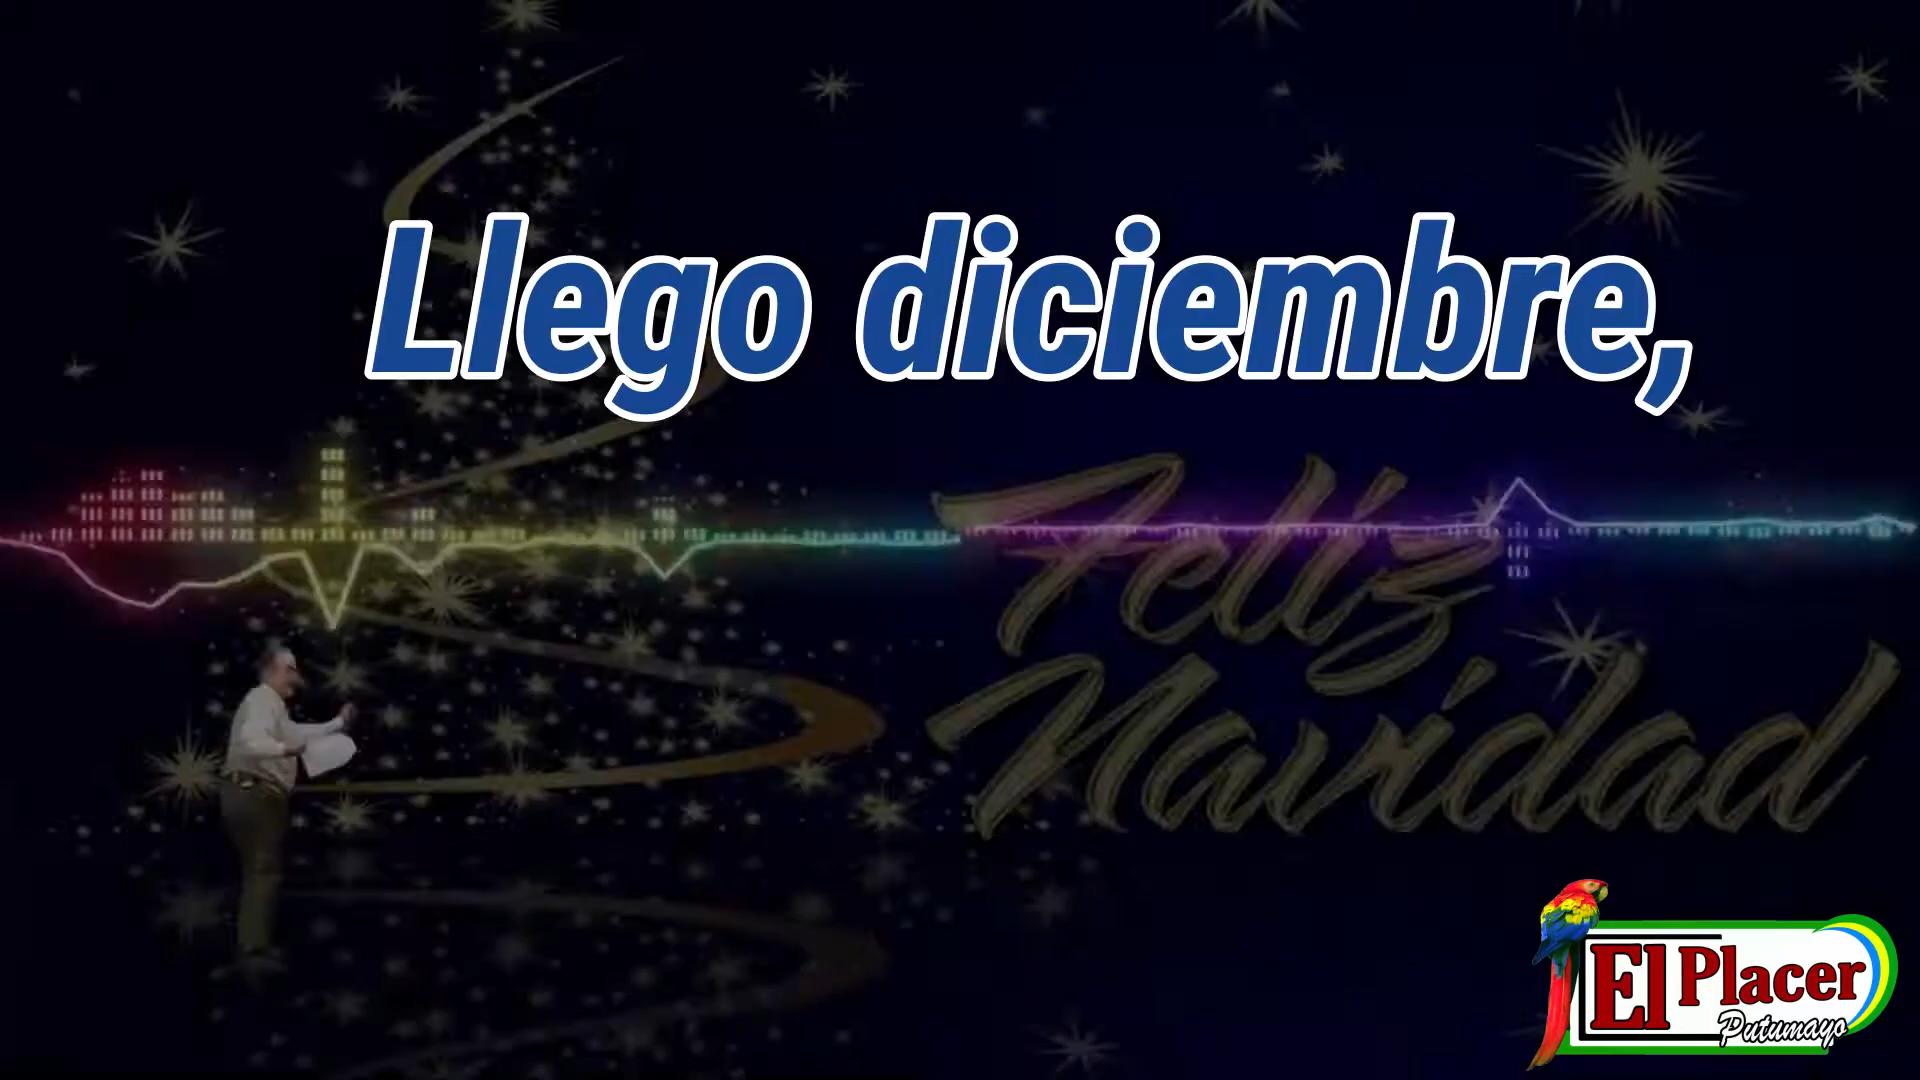 Llego diciembre,
Feliz
Navidad
El Placer
Putumayo